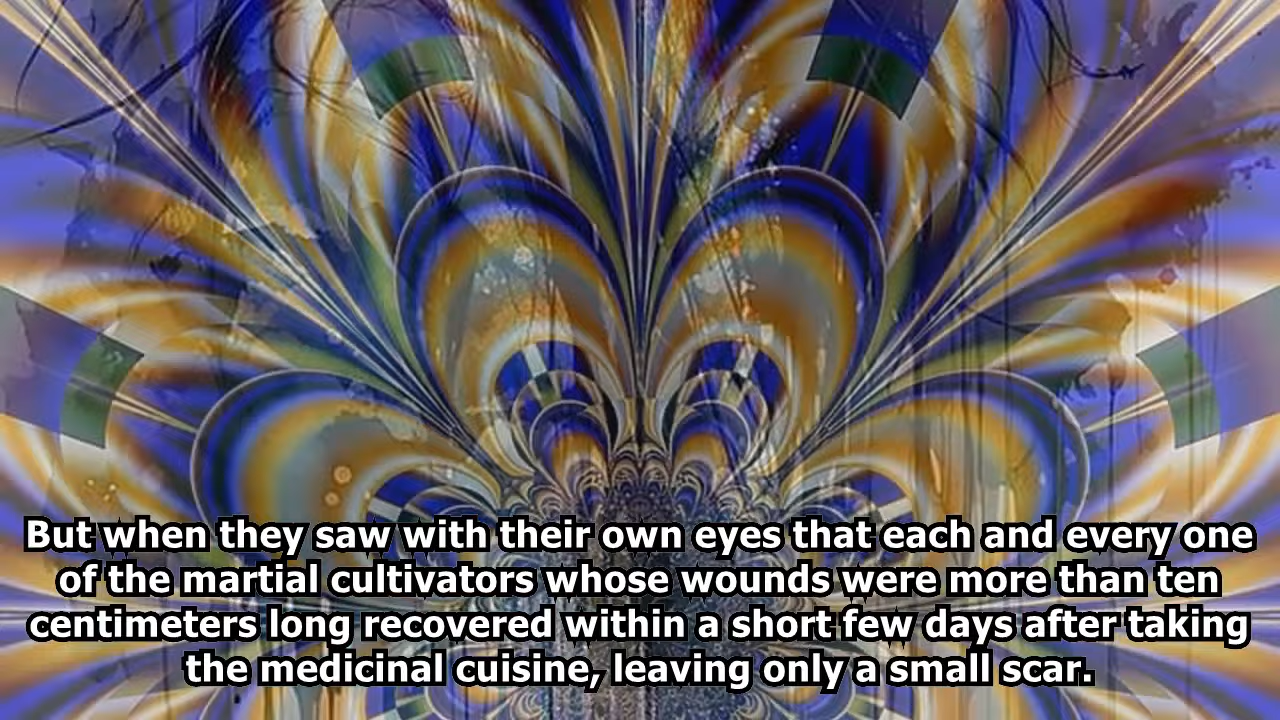 But when they saw with their own eyes that each and every one
of the martial cultivators whose wounds were more than ten
centimeters long recovered within a short few days after taking
the medicinal cuisine, leaving only a small scar.